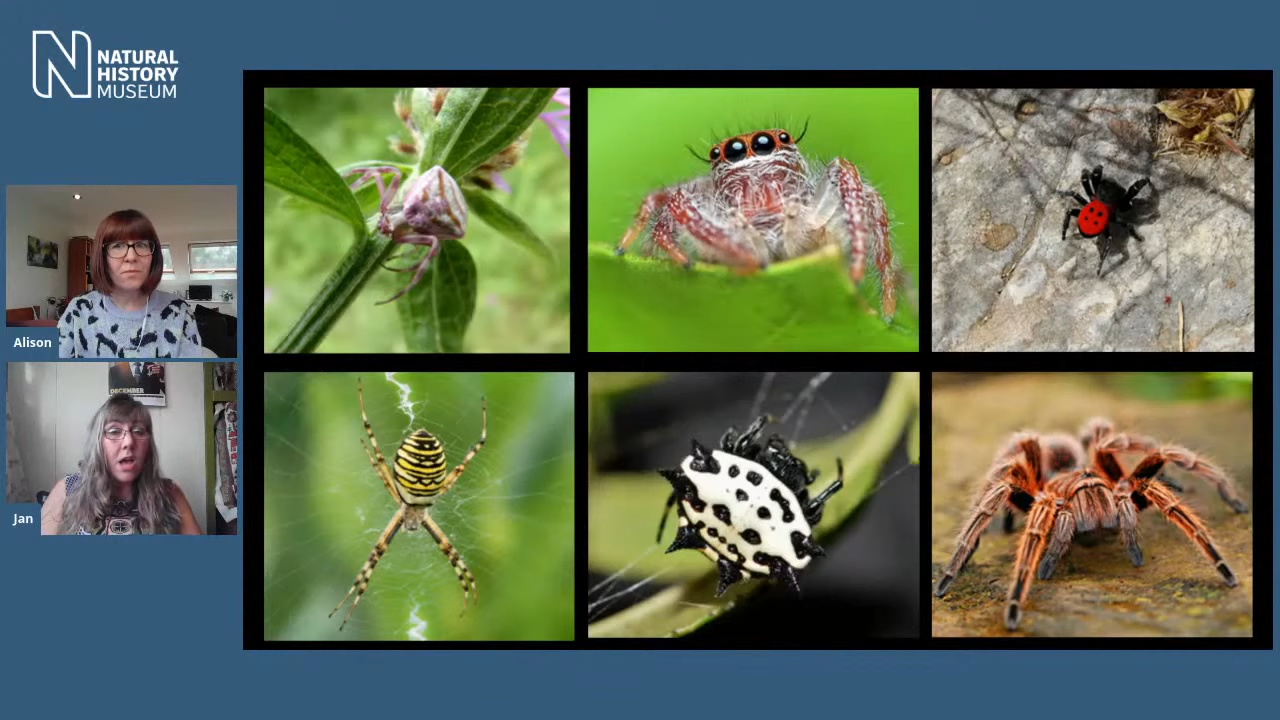 NATURAL
HISTORY
MUSEUM
Alison
DECEMBER
Jan